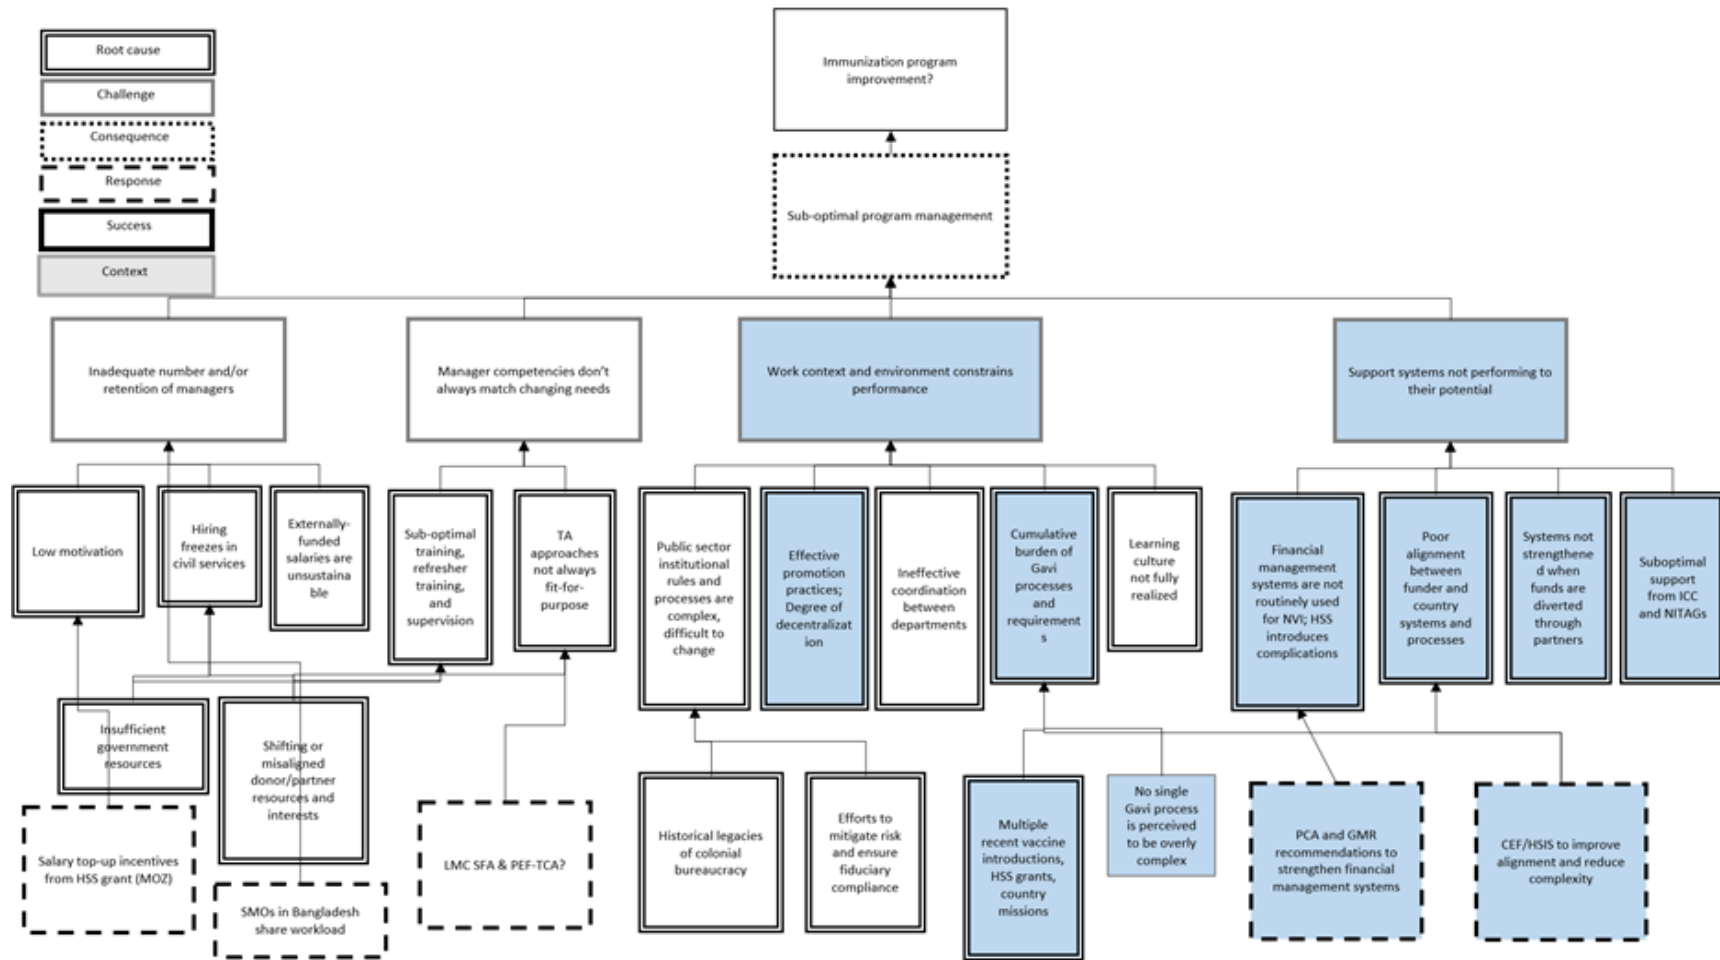 Root cause
Challenge
Consequence
Response
Success
Context
Immunization program
improvement?
Sub-optimal program management
Inadequate number and/or
retention of managers
Manager competencies don't
always match changing needs
Work context and environment constrains
performance
Support systems not performing to
their potential
Low motivation
Hiring
freezes in
civil services
Externally-
funded
salaries are
unsustaina
ble
Sub-optimal
training,
refresher
training,
and
supervision
TA
approaches
not always
fit-for-
purpose
Public sector
institutional
rules and
processes are
complex,
difficult to
change
Effective
promotion
practices;
Degree of
decentralizat
ion
Ineffective
coordination
between
departments
Cumulative
burden of
Gavi
processes
and
requirement
s
Learning
culture
not fully
realized
Financial
management
systems are not
routinely used
for NVI; HSS
introduces
complications
Poor
alignment
between
funder and
country
systems and
processes
Systems not
strengthene
d when
funds are
diverted
through
partners
Suboptimal
support
from ICC
and NITAGs
Insufficient
government
resources
Shifting or
misaligned
donor/partner
resources and
interests
Salary top-up incentives
from HSS grant (MOZ)
SMOs in Bangladesh
share workload
LMC SFA & PEF-TCA?
Historical legacies
of colonial
bureaucracy
Efforts to
mitigate risk
and ensure
fiduciary
compliance
Multiple
recent vaccine
introductions,
HSS grants,
country
missions
No single
Gavi process
is perceived
to be overly
complex
PCA and GMR
recommendations to
strengthen financial
management systems
CEF/HSIS to improve
alignment and reduce
complexity